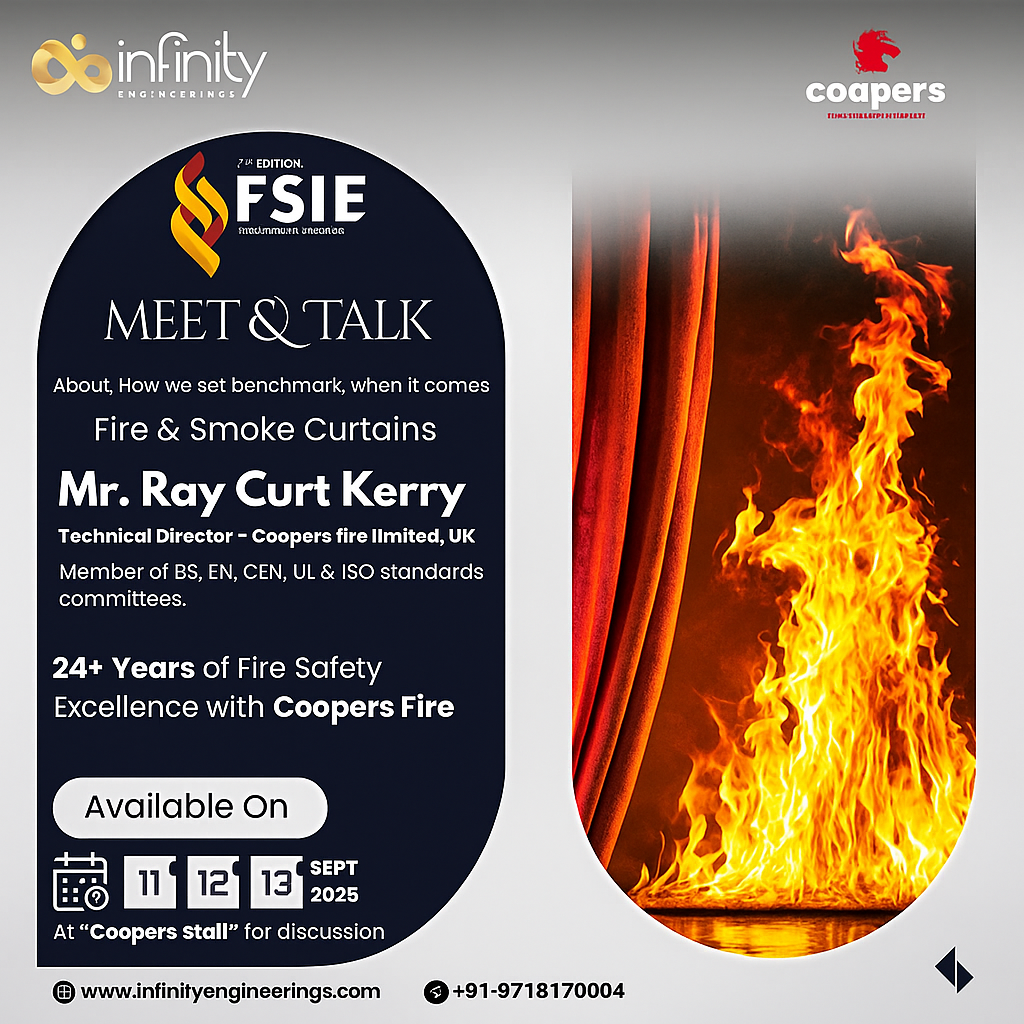 infinity
ENGINCERINGS
coapers
EDITION.
FSIE
MEET & TALK
About, How we set benchmark, when it comes
Fire & Smoke Curtains
Mr. Ray Curt Kerry
Technical Director – Coopers fire lImited, UK
Member of BS, EN, CEN, UL & ISO standards
committees.
24+ Years of Fire Safety
Excellence with Coopers Fire
Available On
11 12 13 SEPT
2025
At “Coopers stall” for discussion
www.infinityengineerings.com +91-9718170004